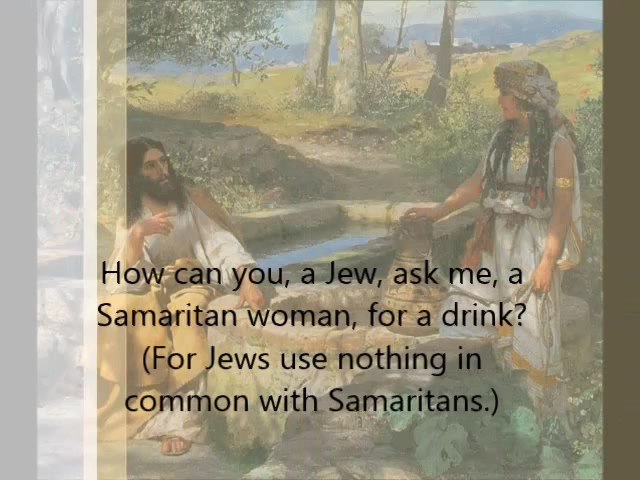 How can you, a Jew, ask me, a
Samaritan woman, for a drink?
(For Jews use nothing in
common with Samaritans.)